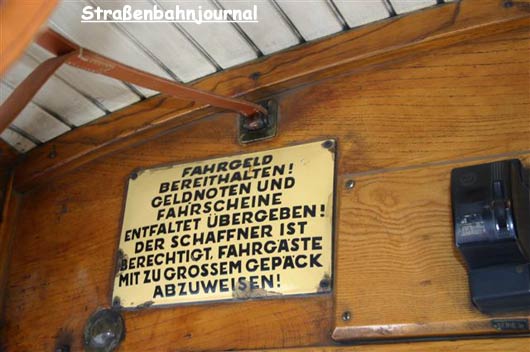 Straßenbahnjournal
FAHRGELD
BEREITHALTEN!
GELDNOTEN UND
FAHRSCHEINE
ENTFALTET ÜBERGEBEN!
DER SCHAFFNER IST
BERECHTIGT, FAHRGÄSTE
MIT ZU GROSSEM GEPÄCK
ABZUWEISEN!